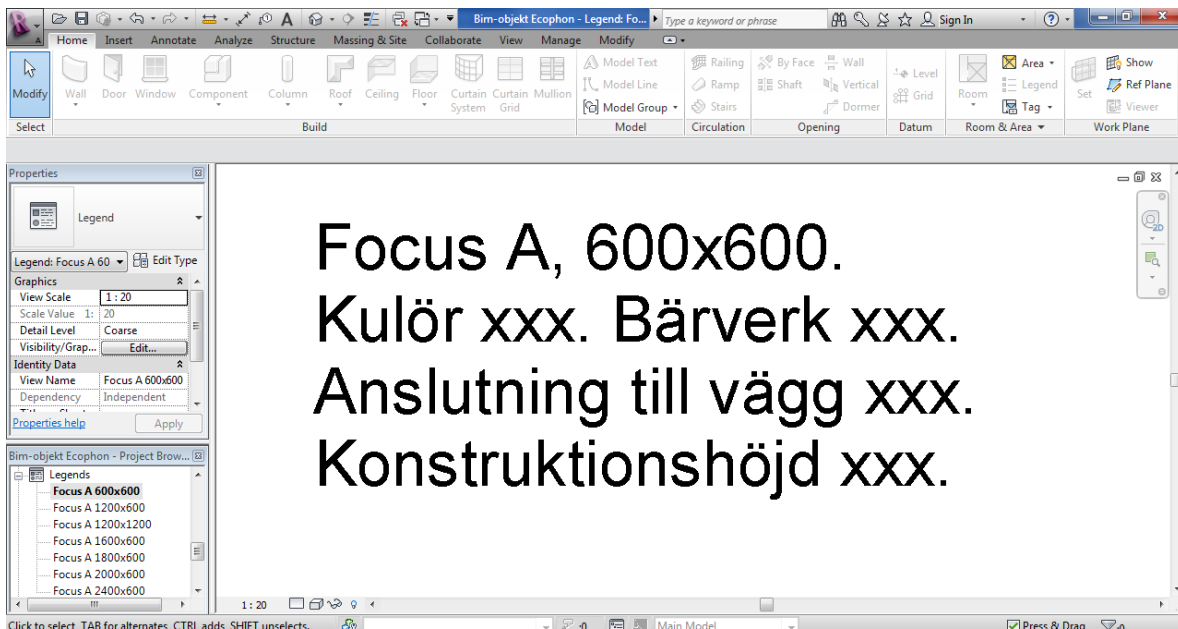 Bim-objekt Ecophon - Legend: Fo...
Type a keyword or phrase
Sign In
Home Insert Annotate Analyze Structure Massing & Site Collaborate View Manage Modify
Modify
Wall
Door
Window
Component
Column
Roof
Ceiling
Floor
Curtain System
Curtain Grid
Mullion
Model Text
Model Line
Model Group
Railing
Ramp
Stairs
By Face
Shaft
Wall
Vertical
Dormer
Level
Grid
Room
Area
Legend
Tag
Set
Show
Ref Plane
Viewer
Select Build Model Circulation Opening Datum Room & Area Work Plane
Properties
Legend
Legend: Focus A 60 Edit Type
Graphics
View Scale 1 : 20
Scale Value 1: 20
Detail Level Coarse
Visibility/Grap... Edit...
Identity Data
View Name Focus A 600x600
Dependency Independent
Properties help Apply
Bim-objekt Ecophon - Project Brow...
Legends
Focus A 600x600
Focus A 1200x600
Focus A 1200x1200
Focus A 1600x600
Focus A 1800x600
Focus A 2000x600
Focus A 2400x600
Focus A, 600x600.
Kulör xxx. Bärverk xxx.
Anslutning till vägg xxx.
Konstruktionshöjd xxx.
2D
1 : 20
Click to select, TAB for alternates, CTRL adds, SHIFT unselects.
:0
Main Model
Press & Drag
:0